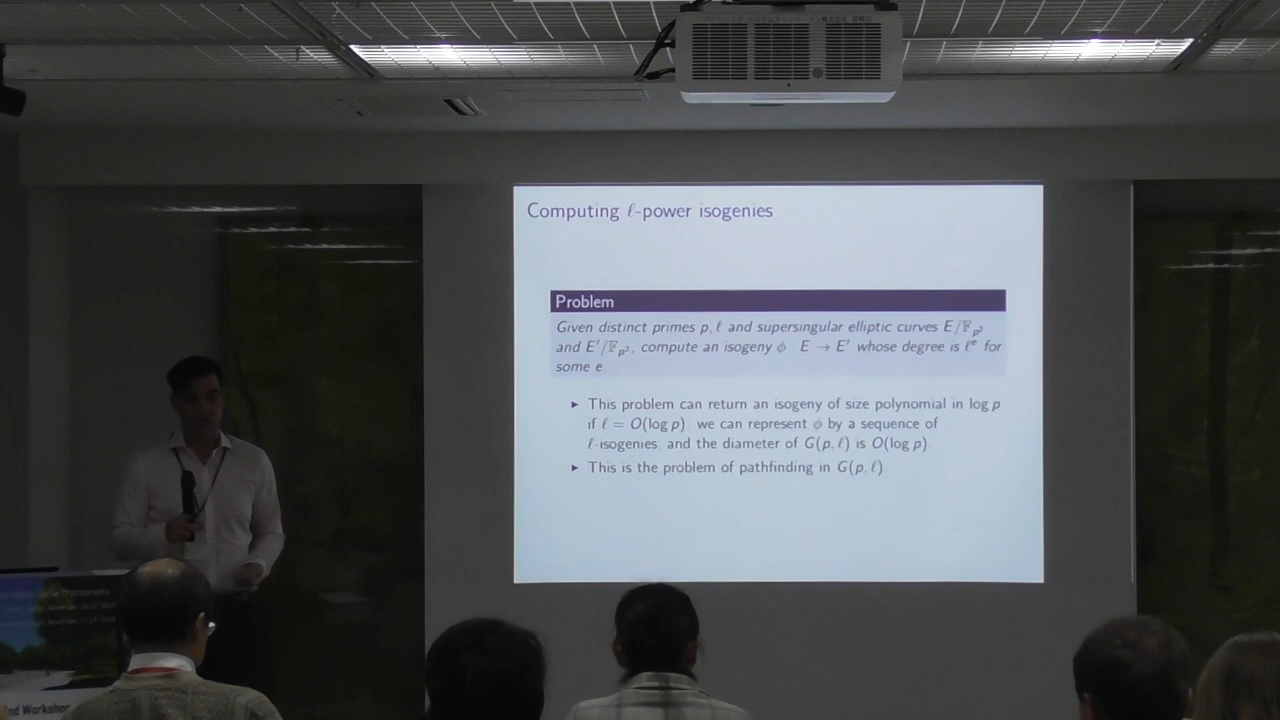 Computing ℓ-power isogenies
Problem
Given distinct primes p, ℓ and supersingular elliptic curves E/𝔽p²
and E′/𝔽p², compute an isogeny ϕ E → E′ whose degree is ℓᵉ for
some e
► This problem can return an isogeny of size polynomial in log p
if ℓ = O(log p) we can represent ϕ by a sequence of
ℓ-isogenies, and the diameter of G(p, ℓ) is O(log p)
► This is the problem of pathfinding in G(p, ℓ)
nd Workshop